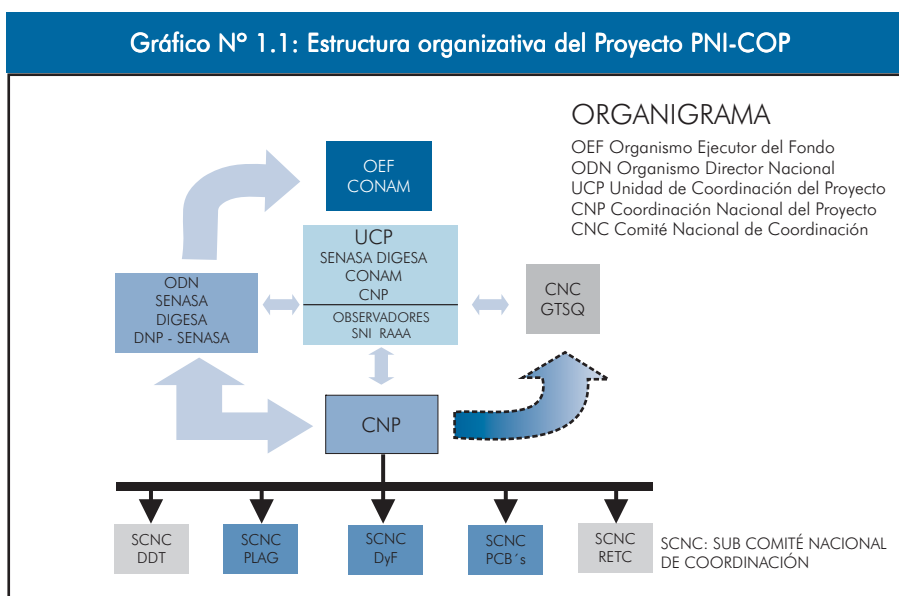 Gráfico Nº 1.1: Estructura organizativa del Proyecto PNI-COP
ORGANIGRAMA
OEF Organismo Ejecutor del Fondo
ODN Organismo Director Nacional
UCP Unidad de Coordinación del Proyecto
CNP Coordinación Nacional del Proyecto
CNC Comité Nacional de Coordinación
OEF
CONAM
UCP
SENASA DIGESA
CONAM
CNP
OBSERVADORES
SNI RAAA
ODN
SENASA
DIGESA
DNP - SENASA
CNC
GTSQ
CNP
SCNC
DDT
SCNC
PLAG
SCNC
DyF
SCNC
PCB´s
SCNC
RETC
SCNC: SUB COMITÉ NACIONAL
DE COORDINACIÓN